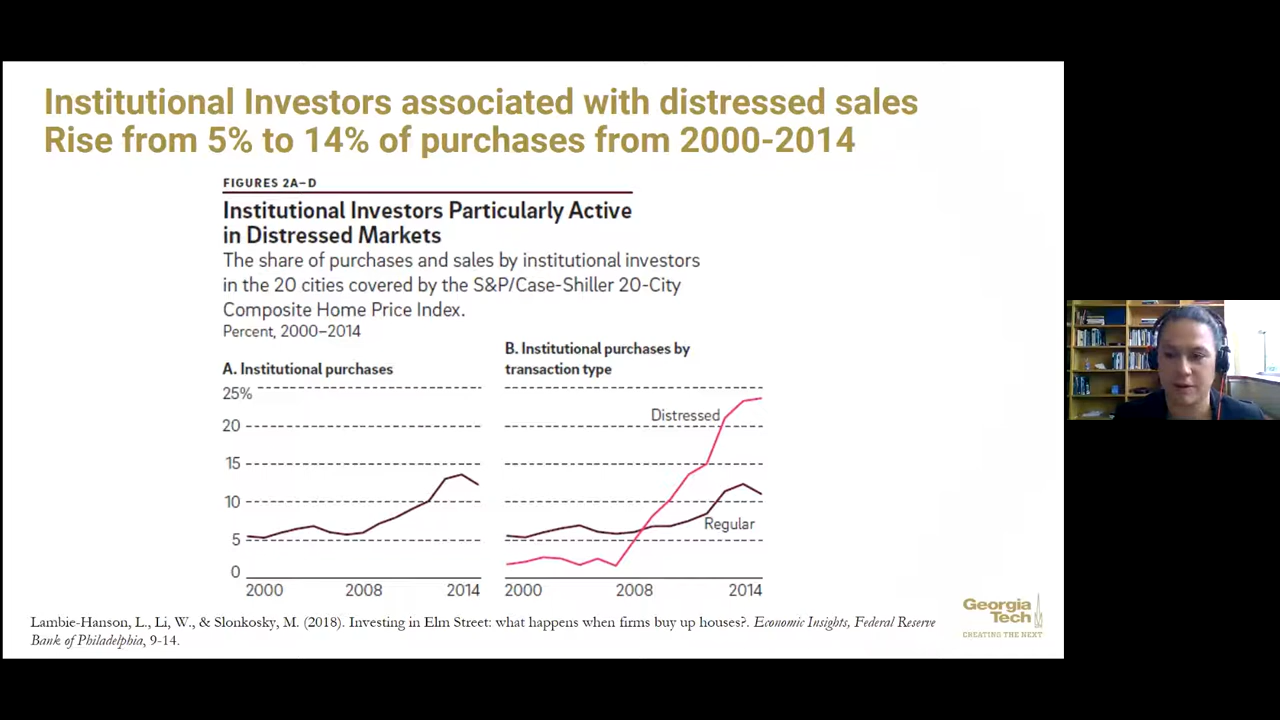 Institutional Investors associated with distressed sales
Rise from 5% to 14% of purchases from 2000-2014
FIGURES 2A–D
Institutional Investors Particularly Active
in Distressed Markets
The share of purchases and sales by institutional investors
in the 20 cities covered by the S&P/Case-Shiller 20-City
Composite Home Price Index.
Percent, 2000–2014
A. Institutional purchases
25%
20
15
10
5
0
2000
2008
2014
B. Institutional purchases by
transaction type
Distressed
Regular
2000
2008
2014
Lambie-Hanson, L., Li, W., & Slonkosky, M. (2018). Investing in Elm Street: what happens when firms buy up houses?. Economic Insights, Federal Reserve
Bank of Philadelphia, 9-14.
Georgia
Tech
CREATING THE NEXT